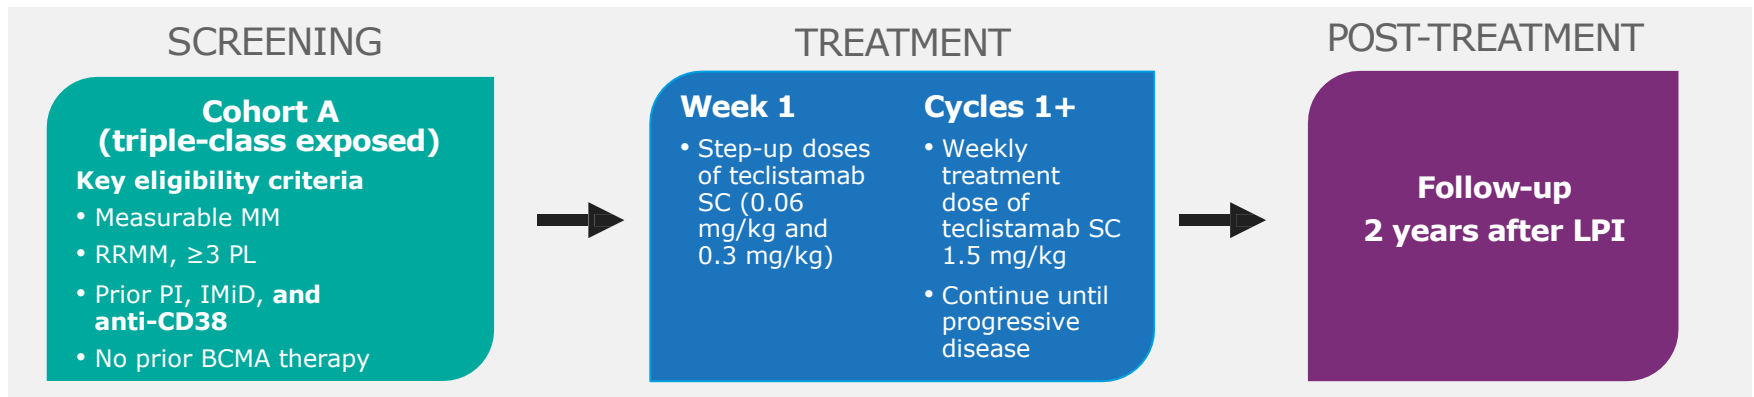 SCREENING
Cohort A
(triple-class exposed)
Key eligibility criteria
• Measurable MM
• RRMM, ≥3 PL
• Prior PI, IMiD, and
anti-CD38
• No prior BCMA therapy
TREATMENT
Week 1
• Step-up doses
of teclistamab
SC (0.06
mg/kg and
0.3 mg/kg)
Cycles 1+
• Weekly
treatment
dose of
teclistamab SC
1.5 mg/kg
• Continue until
progressive
disease
POST-TREATMENT
Follow-up
2 years after LPI